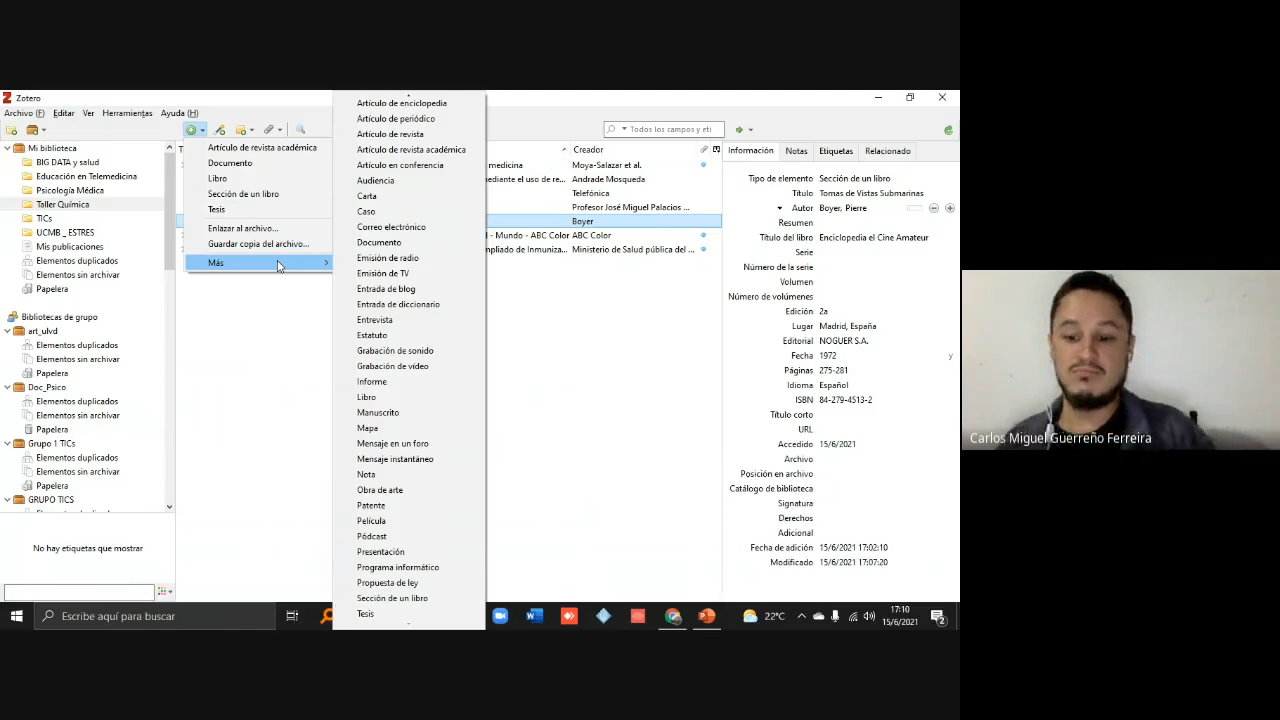 Zotero
Archivo (F) Editar Ver Herramientas Ayuda (H)
Todos los campos y eti
Mi biblioteca
BIG DATA y salud
Educación en Telemedicina
Psicología Médica
Taller Química
TICs
UCMB _ ESTRES
Mis publicaciones
Elementos duplicados
Elementos sin archivar
Papelera
Bibliotecas de grupo
art_ulvd
Elementos duplicados
Elementos sin archivar
Papelera
Doc_Psico
Elementos duplicados
Elementos sin archivar
Papelera
Grupo 1 TICs
Elementos duplicados
Elementos sin archivar
Papelera
GRUPO TICS
No hay etiquetas que mostrar
Artículo de revista académica
Documento
Libro
Sección de un libro
Tesis
Enlazar al archivo...
Guardar copia del archivo...
Más
Artículo de enciclopedia
Artículo de periódico
Artículo de revista
Artículo de revista académica
Artículo en conferencia
Audiencia
Carta
Caso
Correo electrónico
Documento
Emisión de radio
Emisión de TV
Entrada de blog
Entrada de diccionario
Entrevista
Estatuto
Grabación de sonido
Grabación de vídeo
Informe
Libro
Manuscrito
Mapa
Mensaje en un foro
Mensaje instantáneo
Nota
Obra de arte
Patente
Película
Pódcast
Presentación
Programa informático
Propuesta de ley
Sección de un libro
Tesis
Creador
medicina Moya-Salazar et al.
mediante el uso de re... Andrade Mosqueda
Telefónica
Profesor José Miguel Palacios ...
Boyer
d - Mundo - ABC Color ABC Color
mpliado de Inmuniza... Ministerio de Salud pública del ...
Información Notas Etiquetas Relacionado
Tipo de elemento Sección de un libro
Título Tomas de Vistas Submarinas
Autor Boyer, Pierre
Resumen
Título del libro Enciclopedia el Cine Amateur
Serie
Número de la serie
Volumen
Número de volúmenes
Edición 2a
Lugar Madrid, España
Editorial NOGUER S.A.
Fecha 1972 y
Páginas 275-281
Idioma Español
ISBN 84-279-4513-2
Título corto
URL
Accedido 15/6/2021
Archivo
Posición en archivo
Catálogo de biblioteca
Signatura
Derechos
Adicional
Fecha de adición 15/6/2021 17:02:10
Modificado 15/6/2021 17:07:20
Escribe aquí para buscar
22°C
17:10
15/6/2021
2
Carlos Miguel Guerreño Ferreira